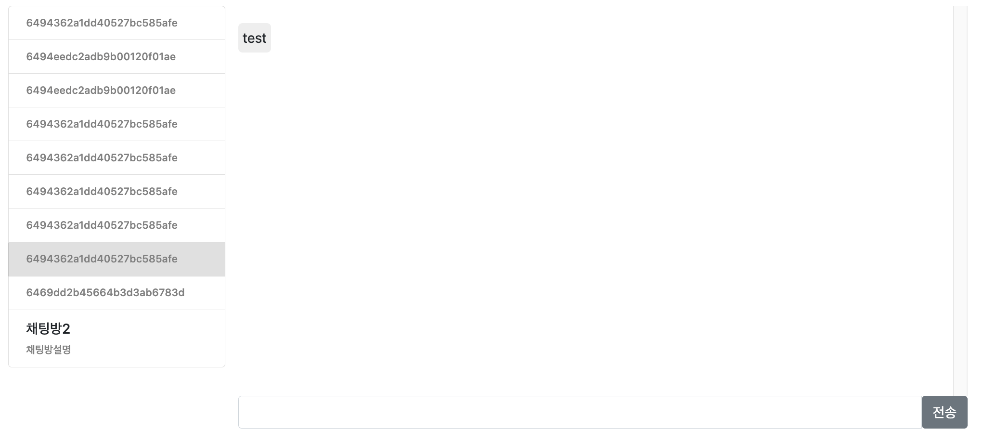 6494362a1dd40527bc585afe
6494eedc2adb9b00120f01ae
6494eedc2adb9b00120f01ae
6494362a1dd40527bc585afe
6494362a1dd40527bc585afe
6494362a1dd40527bc585afe
6494362a1dd40527bc585afe
6494362a1dd40527bc585afe
6469dd2b45664b3d3ab6783d
채팅방2
채팅방설명
test
전송